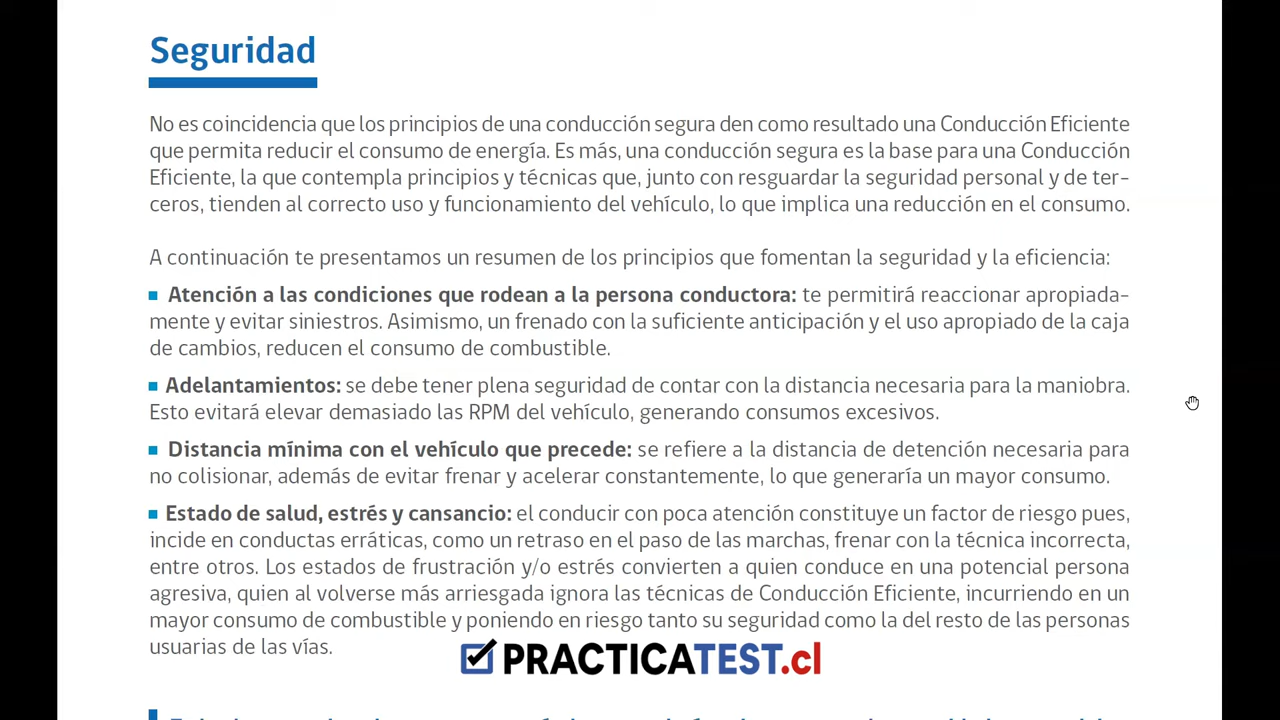 Seguridad
No es coincidencia que los principios de una conducción segura den como resultado una Conducción Eficiente
que permita reducir el consumo de energía. Es más, una conducción segura es la base para una Conducción
Eficiente, la que contempla principios y técnicas que, junto con resguardar la seguridad personal y de ter-
ceros, tienden al correcto uso y funcionamiento del vehículo, lo que implica una reducción en el consumo.
A continuación te presentamos un resumen de los principios que fomentan la seguridad y la eficiencia:
▪ Atención a las condiciones que rodean a la persona conductora: te permitirá reaccionar apropiada-
mente y evitar siniestros. Asimismo, un frenado con la suficiente anticipación y el uso apropiado de la caja
de cambios, reducen el consumo de combustible.
▪ Adelantamientos: se debe tener plena seguridad de contar con la distancia necesaria para la maniobra.
Esto evitará elevar demasiado las RPM del vehículo, generando consumos excesivos.
▪ Distancia mínima con el vehículo que precede: se refiere a la distancia de detención necesaria para
no colisionar, además de evitar frenar y acelerar constantemente, lo que generaría un mayor consumo.
▪ Estado de salud, estrés y cansancio: el conducir con poca atención constituye un factor de riesgo pues,
incide en conductas erráticas, como un retraso en el paso de las marchas, frenar con la técnica incorrecta,
entre otros. Los estados de frustración y/o estrés convierten a quien conduce en una potencial persona
agresiva, quien al volverse más arriesgada ignora las técnicas de Conducción Eficiente, incurriendo en un
mayor consumo de combustible y poniendo en riesgo tanto su seguridad como la del resto de las personas
usuarias de las vías.
PRACTICATEST.cl